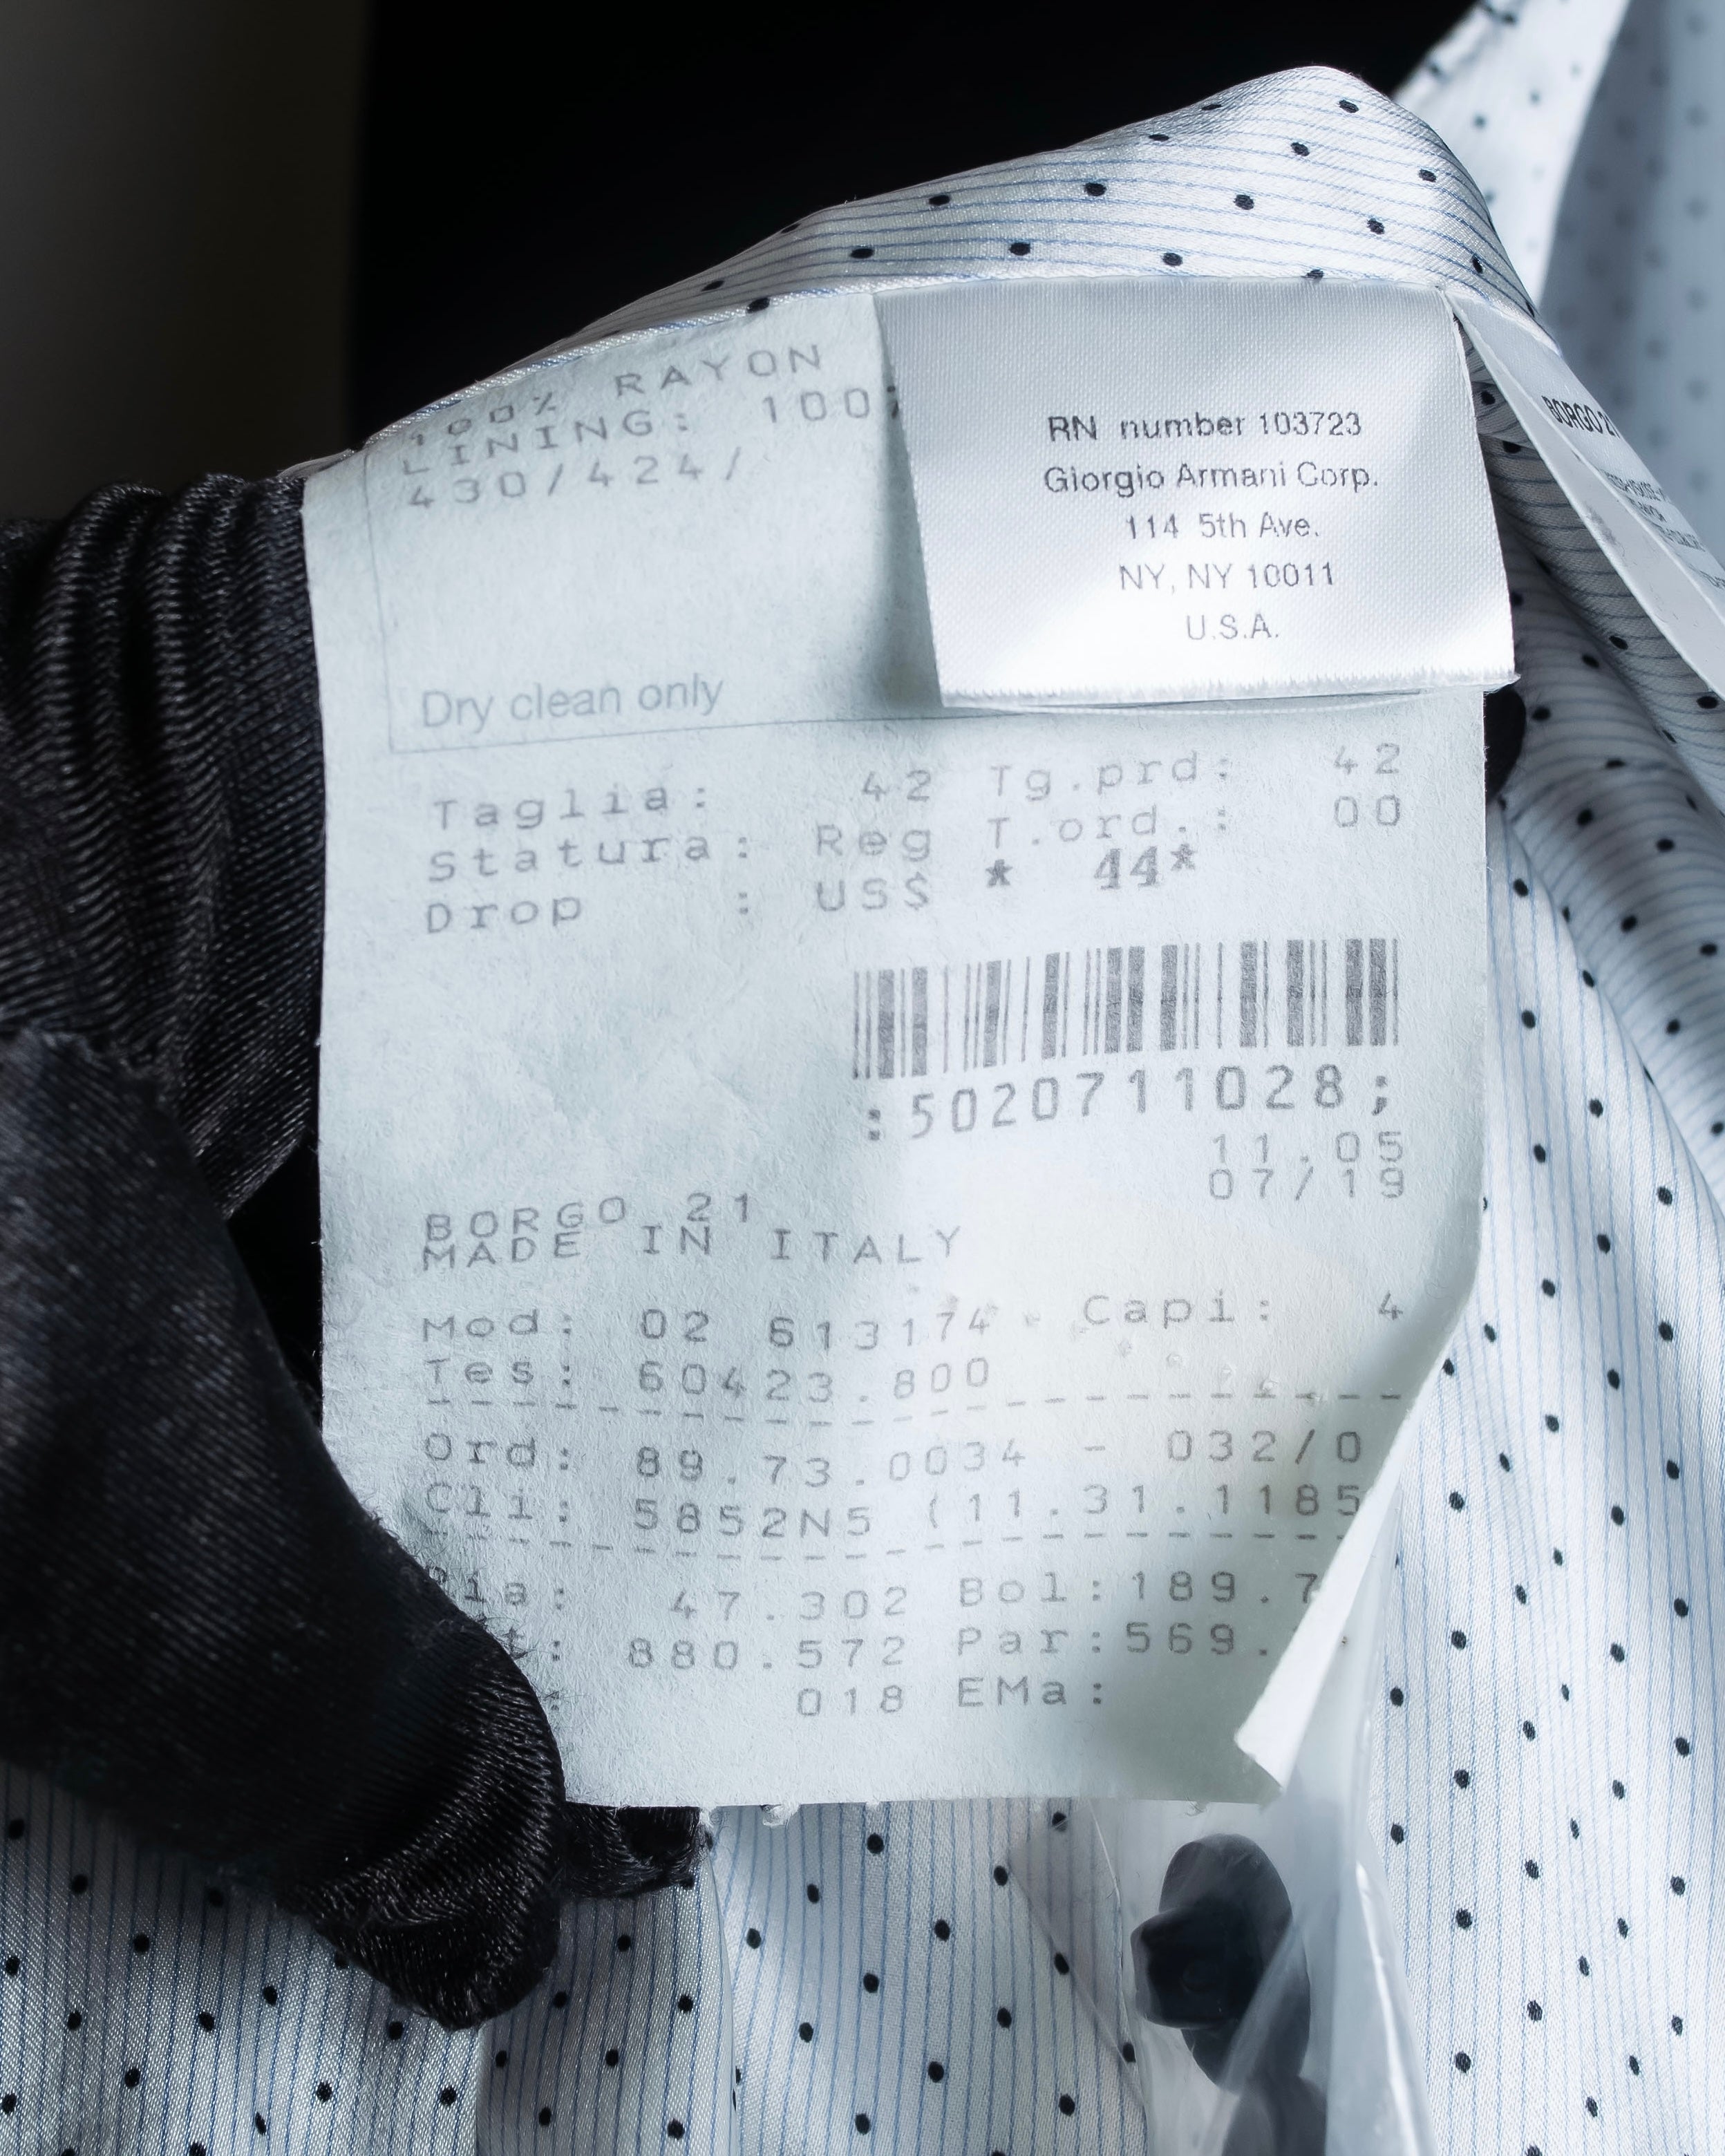 100% RAYON
LINING: 100%
430/424/
Dry clean only
RN number 103723
Giorgio Armani Corp.
114 5th Ave.
NY, NY 10011
U.S.A.
BORGO 21
Taglia: 42 Tg.prd: 42
Statura: Reg T.ord.: 00
Drop : US$ * 44*
:5020711028;
11.05
07/19
BORGO 21
MADE IN ITALY
Mod: 02 613174 Capi: 4
Tes: 60423.800
Ord: 89.73.0034 - 032/0
Cli: 5852N5 (11.31.1185
47.302 Bol:189.7
880.572 Par:569.
018 EMa: